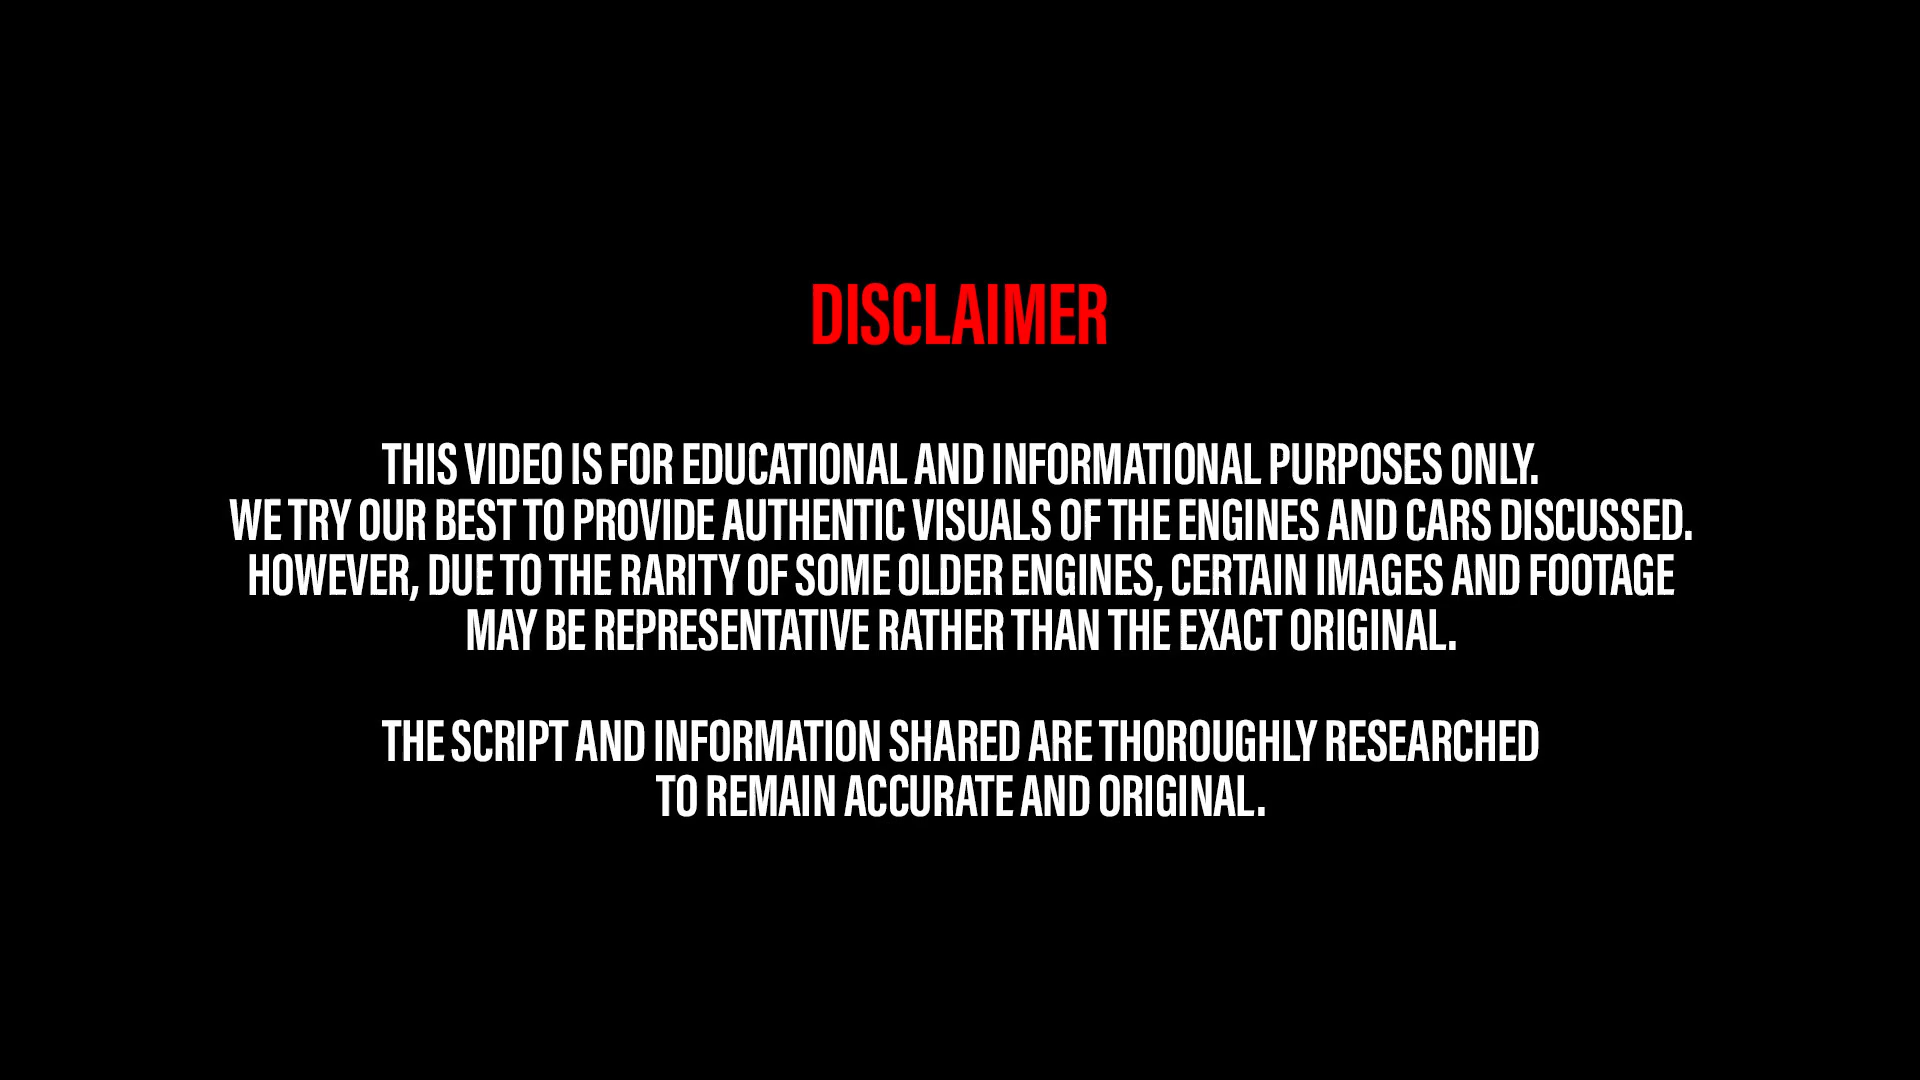 DISCLAIMER
THIS VIDEO IS FOR EDUCATIONAL AND INFORMATIONAL PURPOSES ONLY.
WE TRY OUR BEST TO PROVIDE AUTHENTIC VISUALS OF THE ENGINES AND CARS DISCUSSED.
HOWEVER, DUE TO THE RARITY OF SOME OLDER ENGINES, CERTAIN IMAGES AND FOOTAGE
MAY BE REPRESENTATIVE RATHER THAN THE EXACT ORIGINAL.
THE SCRIPT AND INFORMATION SHARED ARE THOROUGHLY RESEARCHED
TO REMAIN ACCURATE AND ORIGINAL.